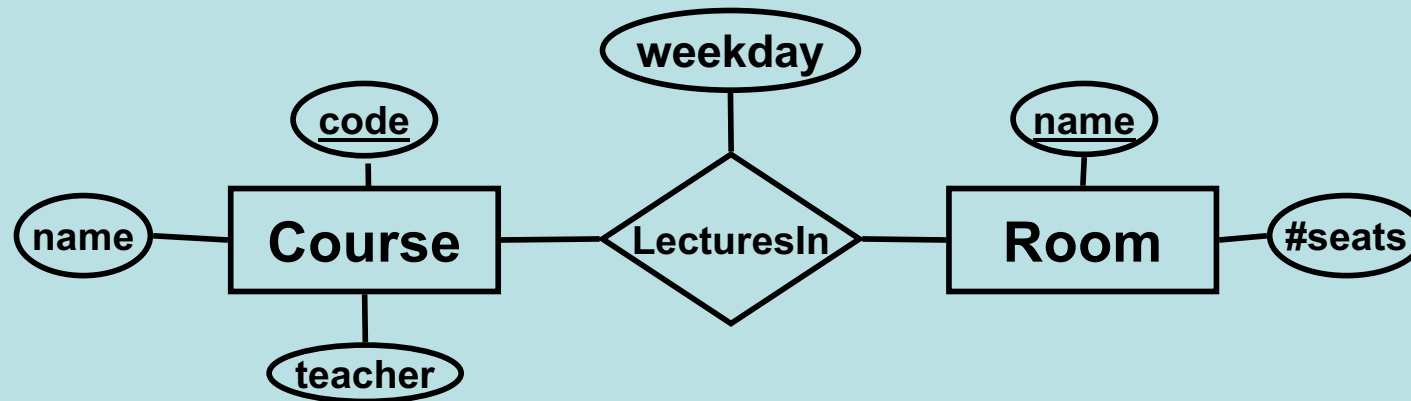 weekday
code
name
name
Course
LecturesIn
Room
#seats
teacher